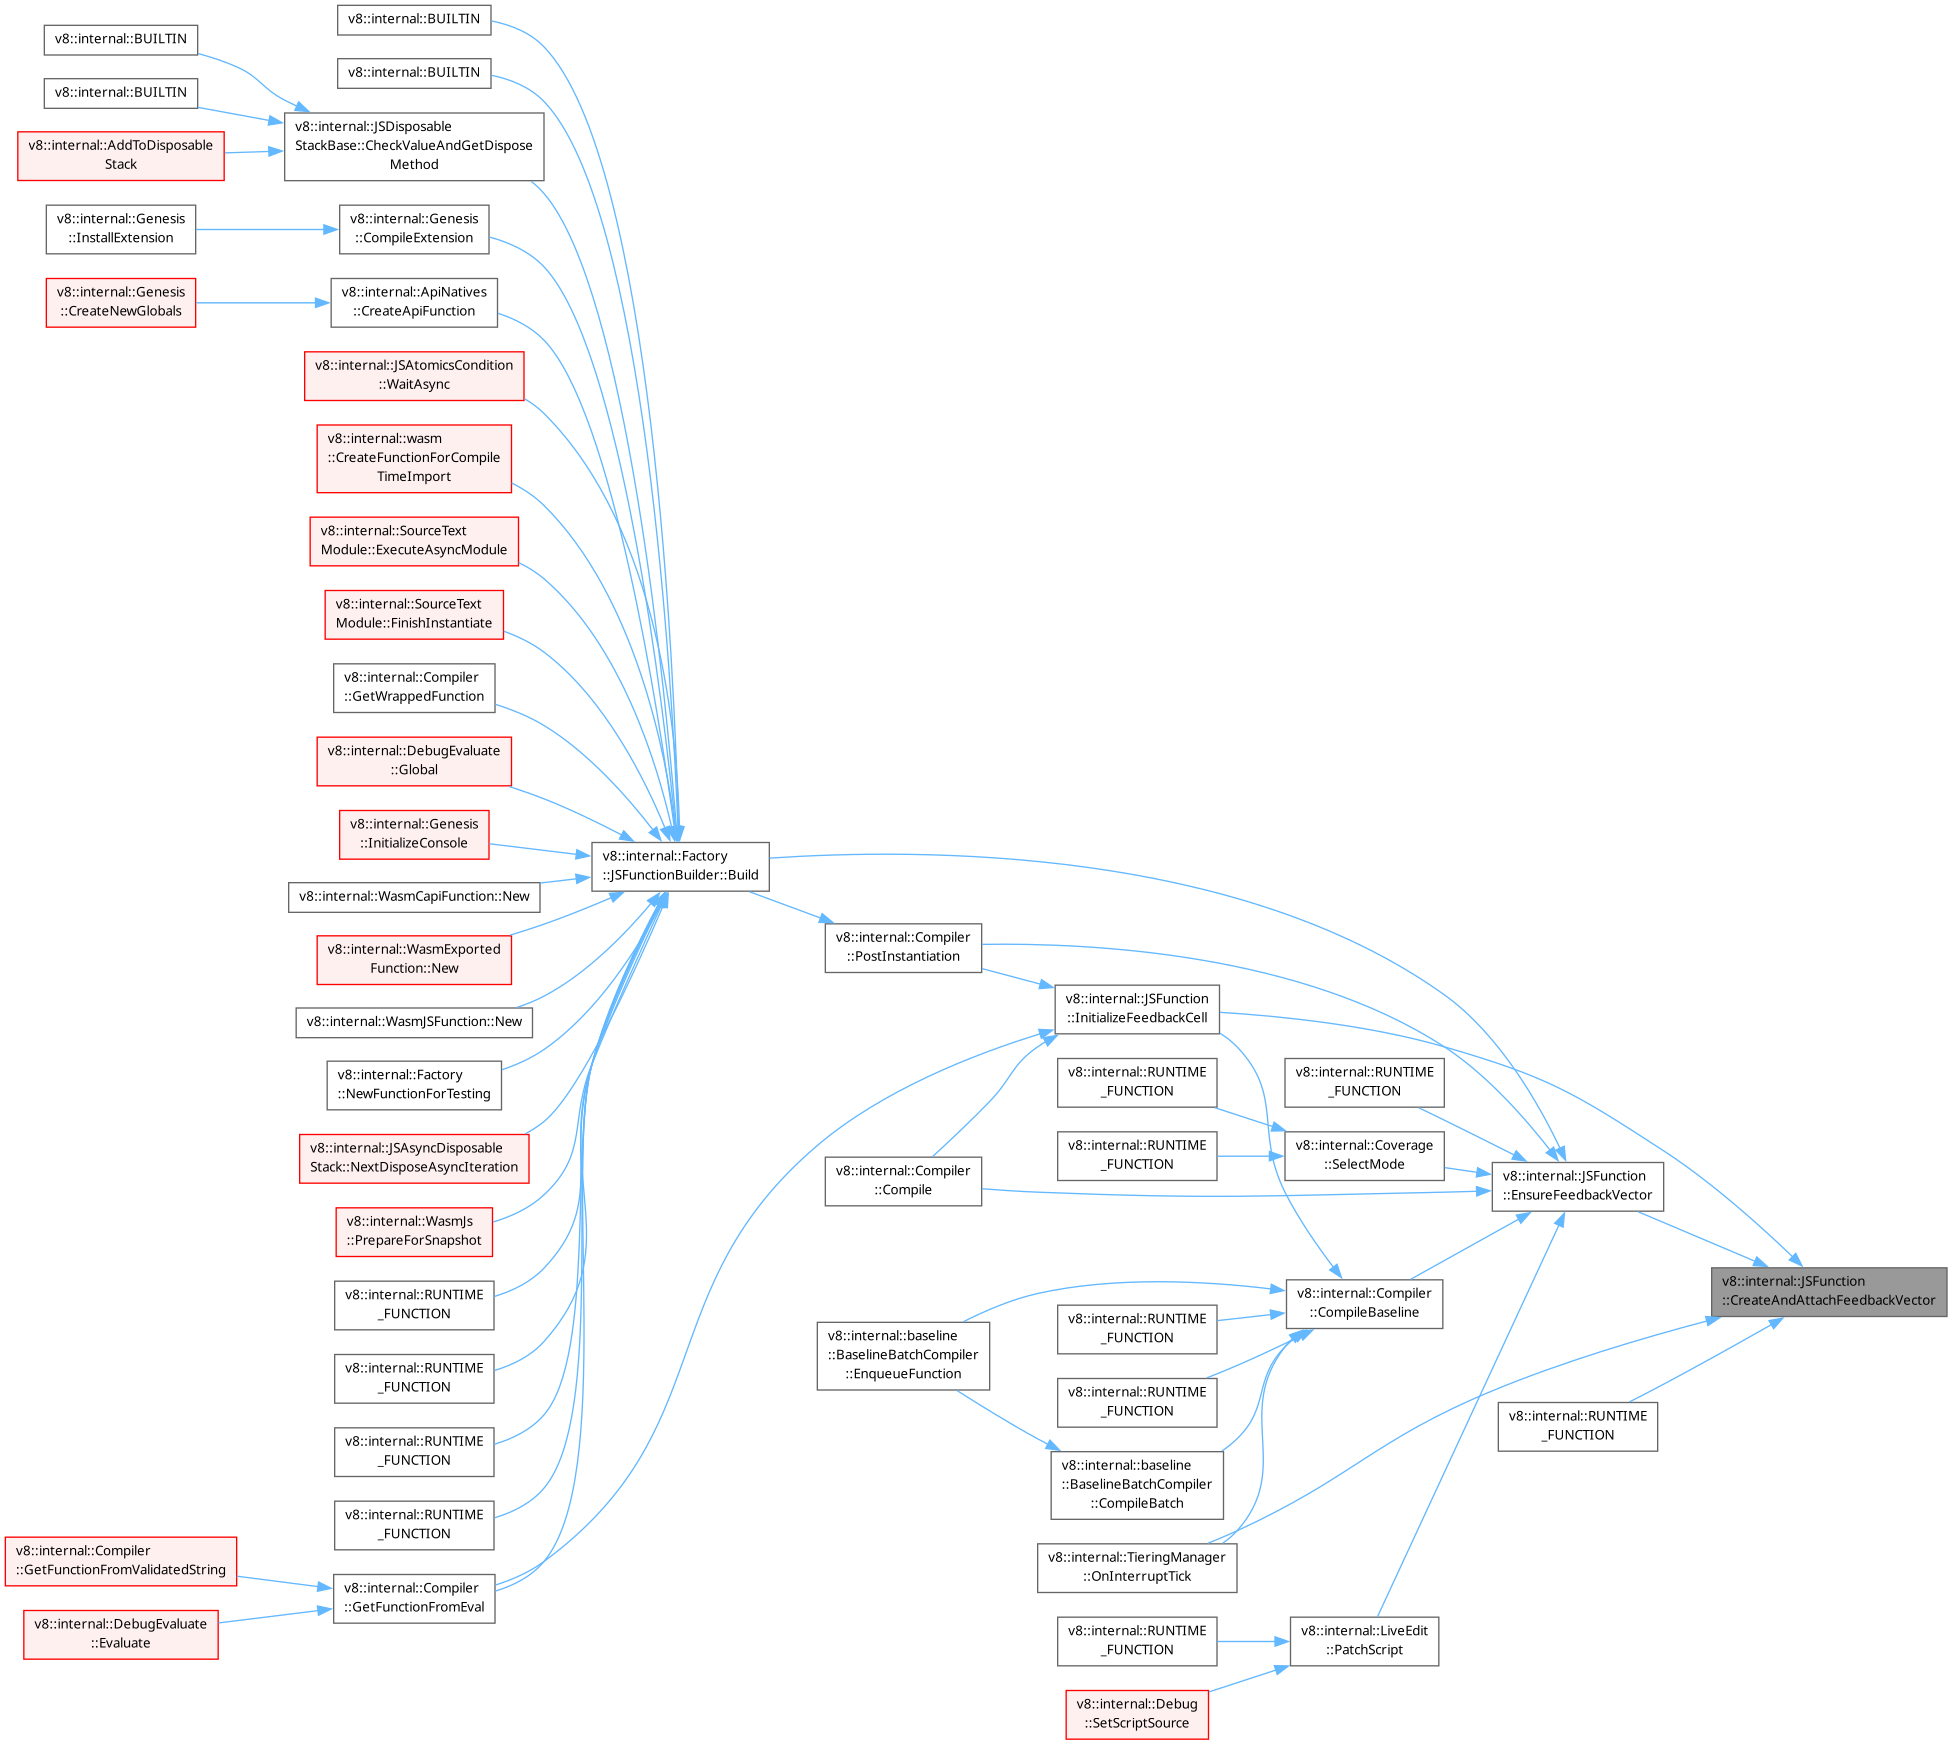 v8::internal::BUILTIN
v8::internal::BUILTIN
v8::internal::BUILTIN
v8::internal::BUILTIN
v8::internal::JSDisposable
StackBase::CheckValueAndGetDispose
Method
v8::internal::AddToDisposable
Stack
v8::internal::Genesis
::InstallExtension
v8::internal::Genesis
::CompileExtension
v8::internal::Genesis
::CreateNewGlobals
v8::internal::ApiNatives
::CreateApiFunction
v8::internal::JSAtomicsCondition
::WaitAsync
v8::internal::wasm
::CreateFunctionForCompile
TimeImport
v8::internal::SourceText
Module::ExecuteAsyncModule
v8::internal::SourceText
Module::FinishInstantiate
v8::internal::Compiler
::GetWrappedFunction
v8::internal::DebugEvaluate
::Global
v8::internal::Genesis
::InitializeConsole
v8::internal::Factory
::JSFunctionBuilder::Build
v8::internal::WasmCapiFunction::New
v8::internal::WasmExported
Function::New
v8::internal::Compiler
::PostInstantiation
v8::internal::WasmJSFunction::New
v8::internal::JSFunction
::InitializeFeedbackCell
v8::internal::Factory
::NewFunctionForTesting
v8::internal::RUNTIME
_FUNCTION
v8::internal::RUNTIME
_FUNCTION
v8::internal::JSAsyncDisposable
Stack::NextDisposeAsyncIteration
v8::internal::RUNTIME
_FUNCTION
v8::internal::Coverage
::SelectMode
v8::internal::Compiler
::Compile
v8::internal::JSFunction
::EnsureFeedbackVector
v8::internal::WasmJs
::PrepareForSnapshot
v8::internal::JSFunction
::CreateAndAttachFeedbackVector
v8::internal::RUNTIME
_FUNCTION
v8::internal::Compiler
::CompileBaseline
v8::internal::RUNTIME
_FUNCTION
v8::internal::baseline
::BaselineBatchCompiler
::EnqueueFunction
v8::internal::RUNTIME
_FUNCTION
v8::internal::RUNTIME
_FUNCTION
v8::internal::RUNTIME
_FUNCTION
v8::internal::RUNTIME
_FUNCTION
v8::internal::baseline
::BaselineBatchCompiler
::CompileBatch
v8::internal::RUNTIME
_FUNCTION
v8::internal::Compiler
::GetFunctionFromValidatedString
v8::internal::TieringManager
::OnInterruptTick
v8::internal::Compiler
::GetFunctionFromEval
v8::internal::DebugEvaluate
::Evaluate
v8::internal::RUNTIME
_FUNCTION
v8::internal::LiveEdit
::PatchScript
v8::internal::Debug
::SetScriptSource